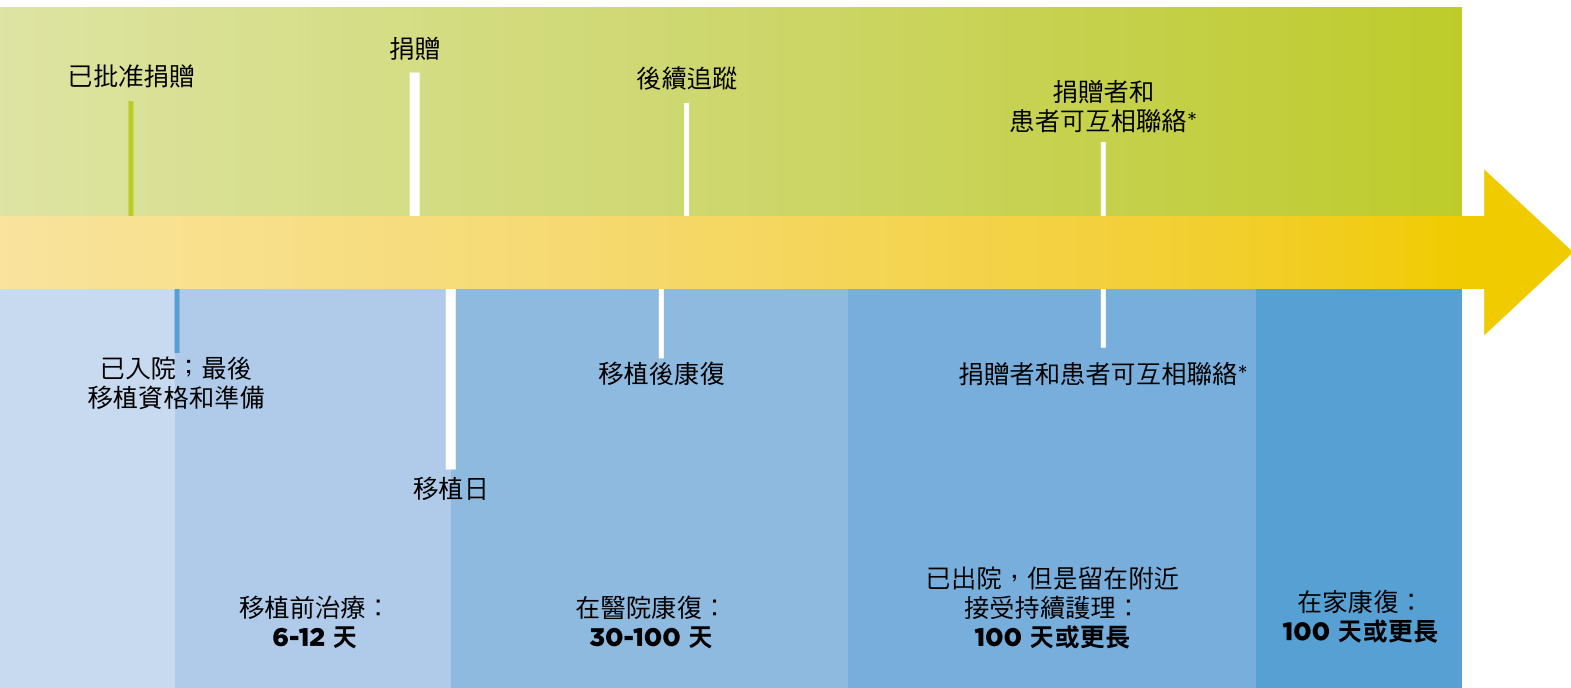 已批准捐贈
捐贈
後續追蹤
捐贈者和
患者可互相聯絡*
已入院；最後
移植資格和準備
移植日
移植後康復
捐贈者和患者可互相聯絡*
移植前治療：
6-12 天
在醫院康復：
30-100 天
已出院，但是留在附近
接受持續護理：
100 天或更長
在家康復：
100 天或更長